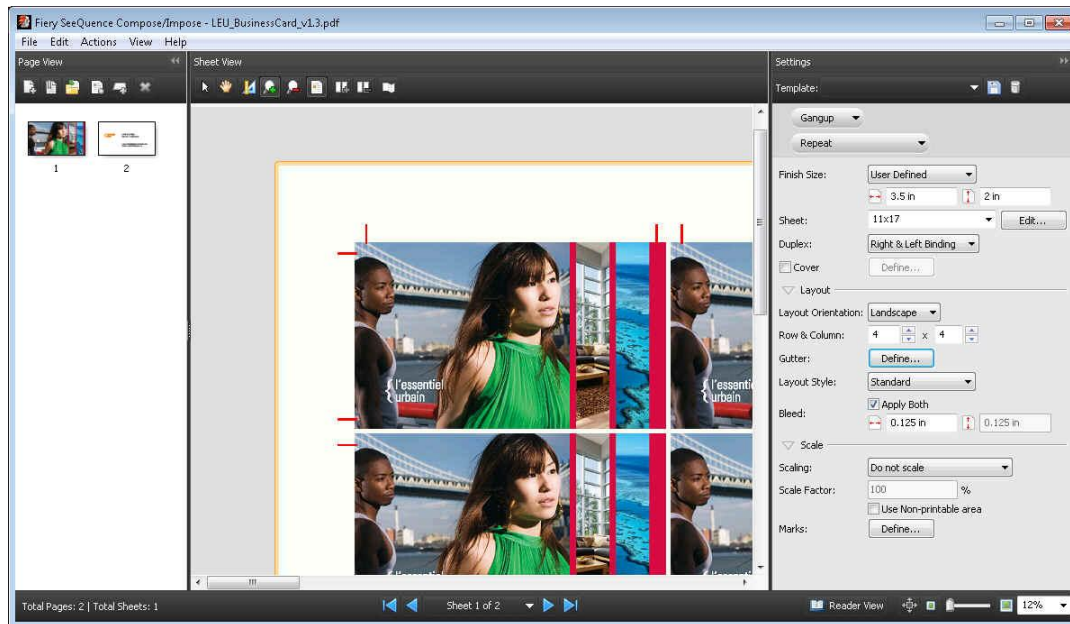 Fiery SeeQuence Compose/Impose - LEU_BusinessCard_v1.3.pdf
File Edit Actions View Help
Page View
Sheet View
Settings
Template:
Gangup
Repeat
1
2
Finish Size: User Defined
3.5 in 2 in
Sheet: 11x17 Edit...
Duplex: Right & Left Binding
Cover Define...
Layout
Layout Orientation: Landscape
Row & Column: 4 x 4
Gutter: Define...
Layout Style: Standard
Bleed: Apply Both
0.125 in 0.125 in
Scale
Scaling: Do not scale
Scale Factor: 100 %
Use Non-printable area
Marks: Define...
{ l'essentiel
urbain
{ l'essenti
urbain
Total Pages: 2 | Total Sheets: 1
Sheet 1 of 2
Reader View
12%